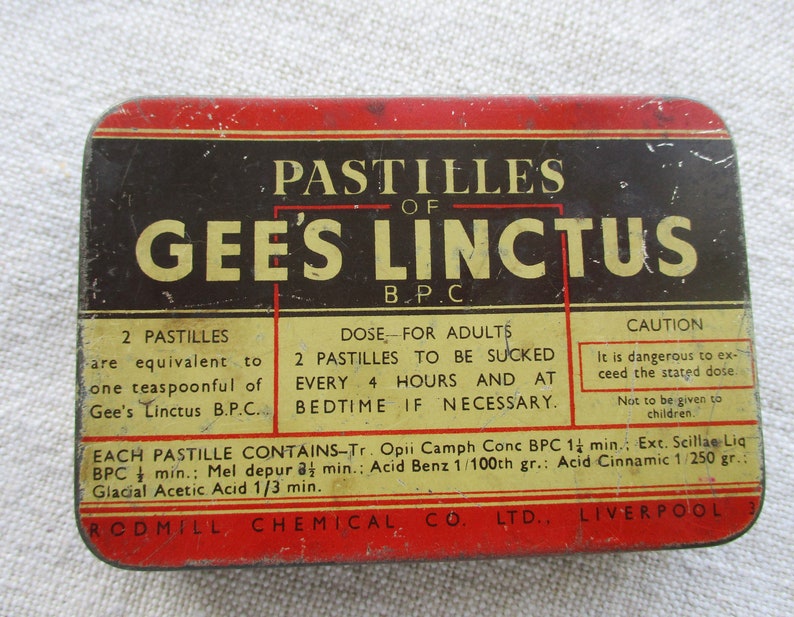 PASTILLES
OF
GEE'S LINCTUS
B.P.C
2 PASTILLES
are equivalent to
one teaspoonful of
Gee's Linctus B.P.C.
DOSE—FOR ADULTS
2 PASTILLES TO BE SUCKED
EVERY 4 HOURS AND AT
BEDTIME IF NECESSARY.
CAUTION
It is dangerous to ex-
ceed the stated dose.
Not to be given to
children.
EACH PASTILLE CONTAINS—Tr. Opii Camph Conc BPC 1¼ min.; Ext. Scillae Liq
BPC ½ min.; Mel depur 3½ min.; Acid Benz 1/100th gr.; Acid Cinnamic 1/250 gr.;
Glacial Acetic Acid 1/3 min.
RODMILL CHEMICAL CO. LTD., LIVERPOOL 3